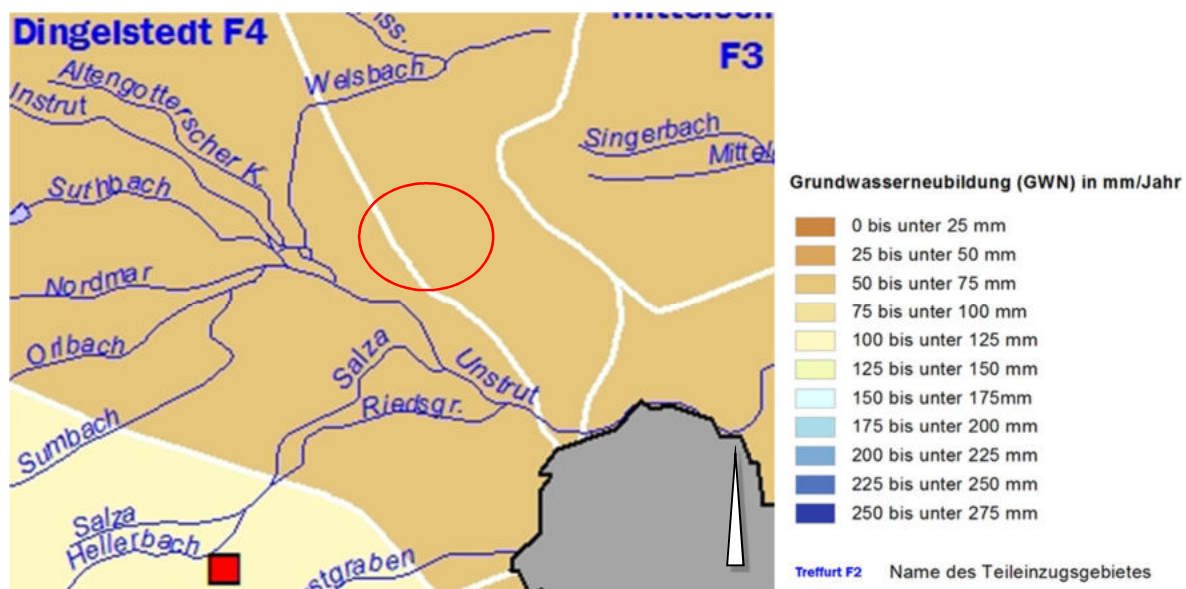 Dingelstedt F4
iss.
F3
Welsbach
Altengotterscher K.
Instrut
Singerbach
Mittel
Suthbach
Nordmar
Orlbach
Salza
Unstrut
Riedsgr.
Sumbach
Salza
Hellerbach
stgraben
Grundwasserneubildung (GWN) in mm/Jahr
0 bis unter 25 mm
25 bis unter 50 mm
50 bis unter 75 mm
75 bis unter 100 mm
100 bis unter 125 mm
125 bis unter 150 mm
150 bis unter 175mm
175 bis unter 200 mm
200 bis unter 225 mm
225 bis unter 250 mm
250 bis unter 275 mm
Treffurt F2 Name des Teileinzugsgebietes